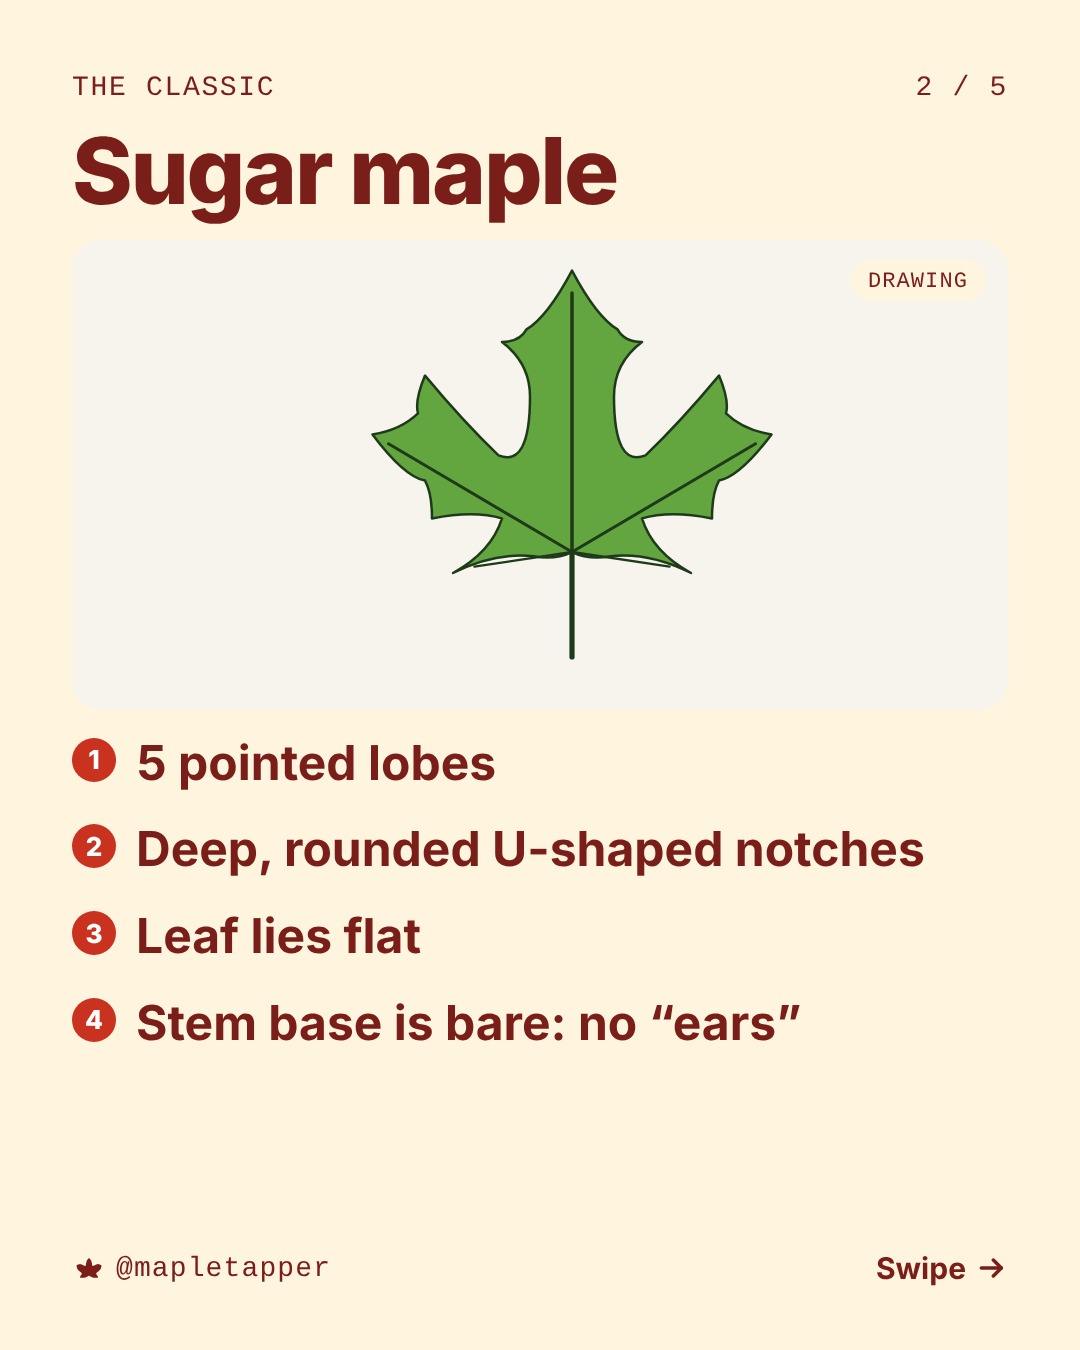 THE CLASSIC
2 / 5
Sugar maple
DRAWING
1 5 pointed lobes
2 Deep, rounded U-shaped notches
3 Leaf lies flat
4 Stem base is bare: no “ears”
@mapletapper
Swipe →